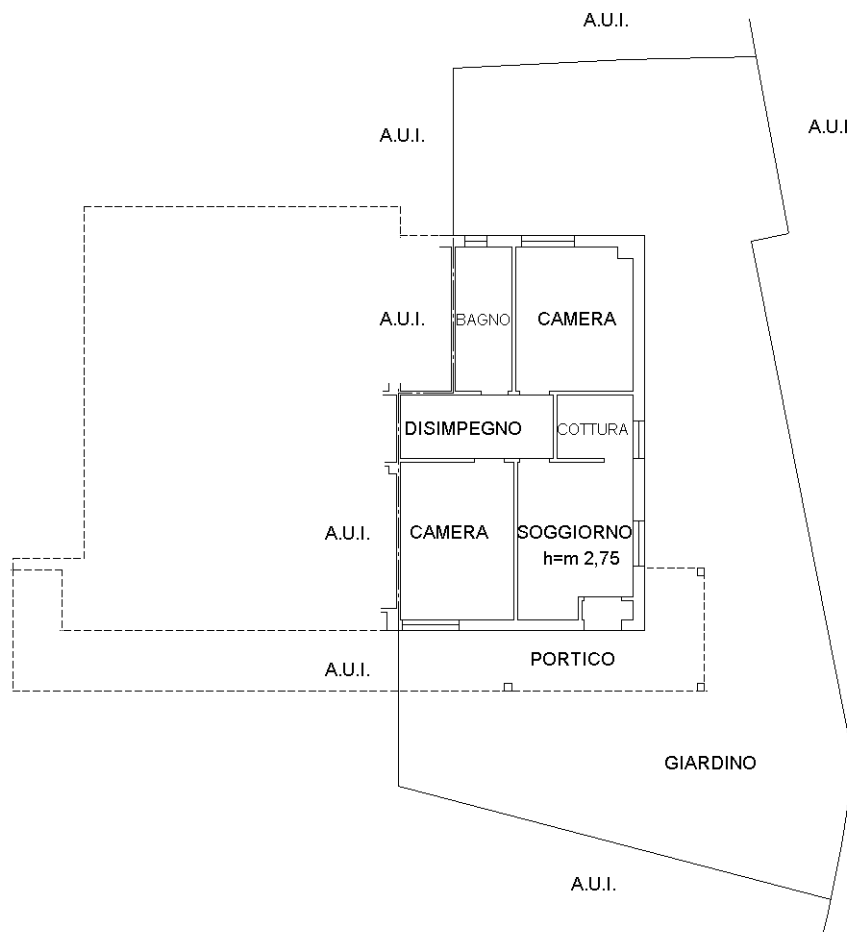 A.U.I.
A.U.I
A.U.I.
A.U.I.
BAGNO
CAMERA
DISIMPEGNO
COTTURA
A.U.I.
CAMERA
SOGGIORNO
h=m 2,75
A.U.I.
PORTICO
GIARDINO
A.U.I.